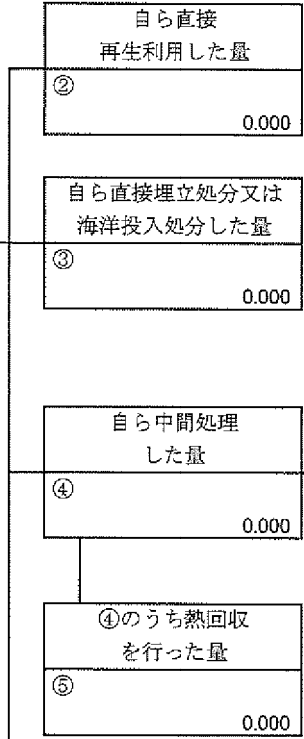 自ら直接
再生利用した量
②
0.000
自ら直接埋立処分又は
海洋投入処分した量
③
0.000
自ら中間処理
した量
④
0.000
④のうち熱回収
を行った量
⑤
0.000